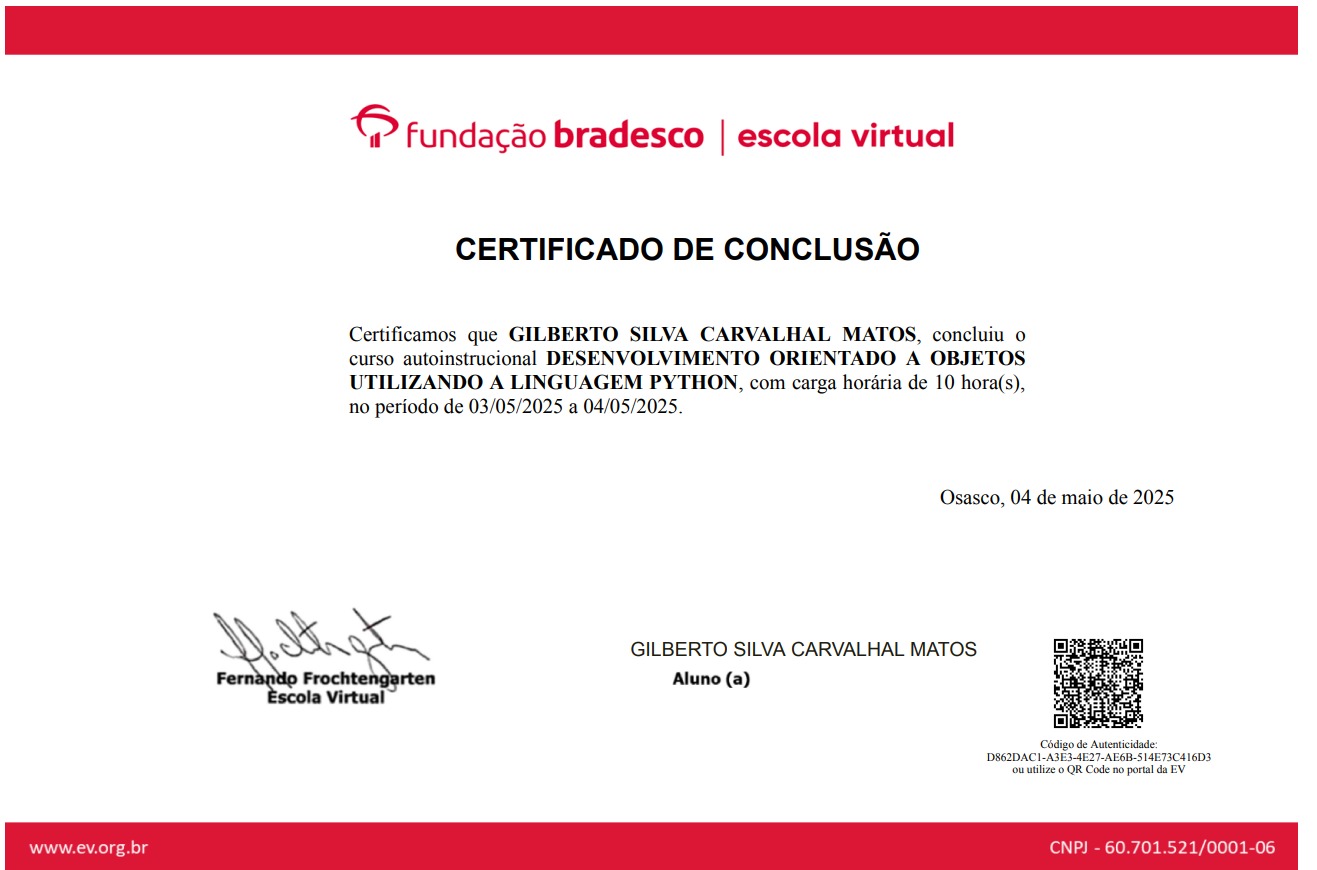 fundação bradesco | escola virtual
CERTIFICADO DE CONCLUSÃO
Certificamos que GILBERTO SILVA CARVALHAL MATOS, concluiu o
curso autoinstrucional DESENVOLVIMENTO ORIENTADO A OBJETOS
UTILIZANDO A LINGUAGEM PYTHON, com carga horária de 10 hora(s),
no período de 03/05/2025 a 04/05/2025.
Osasco, 04 de maio de 2025
Fernando Frochtengarten
Escola Virtual
GILBERTO SILVA CARVALHAL MATOS
Aluno (a)
Código de Autenticidade:
D862DAC1-A3E3-4E27-AE6B-514E73C416D3
ou utilize o QR Code no portal da EV
www.ev.org.br
CNPJ - 60.701.521/0001-06